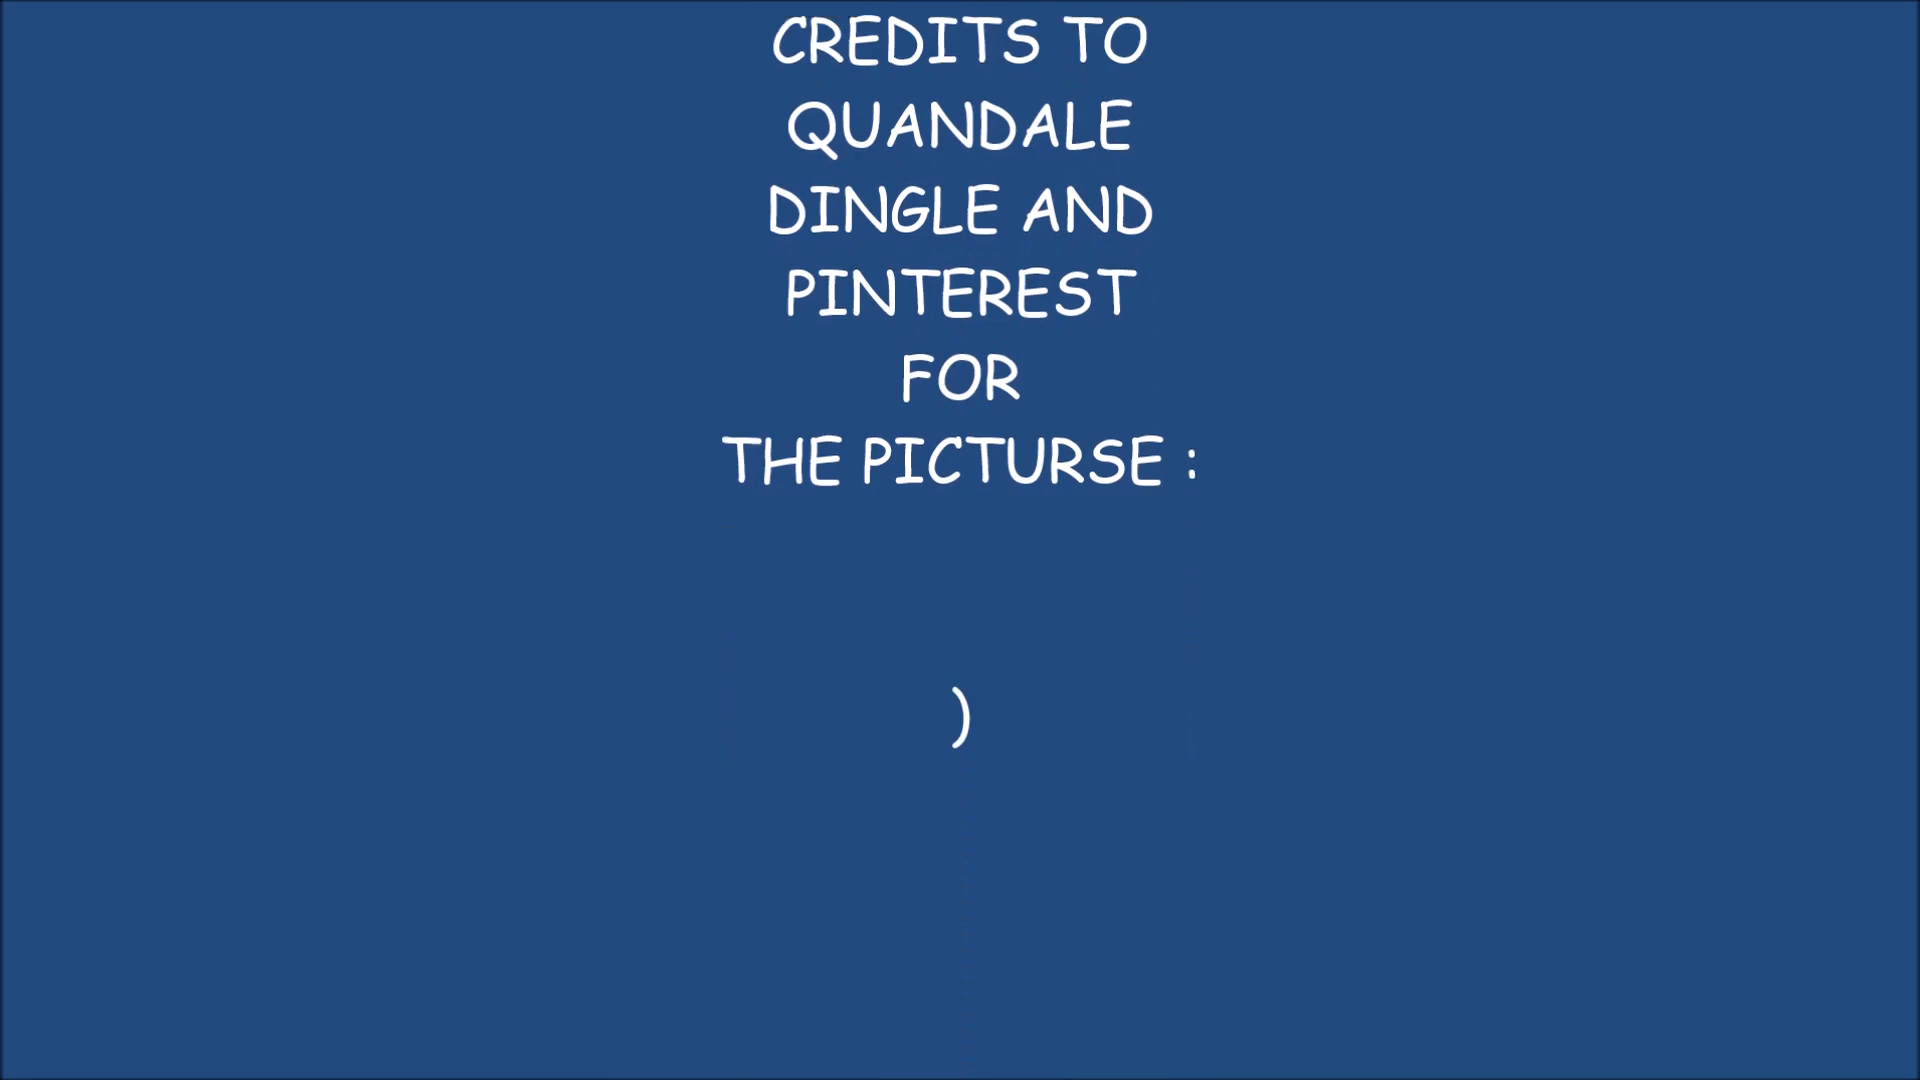 CREDITS TO
QUANDALE
DINGLE AND
PINTEREST
FOR
THE PICTURSE :
)